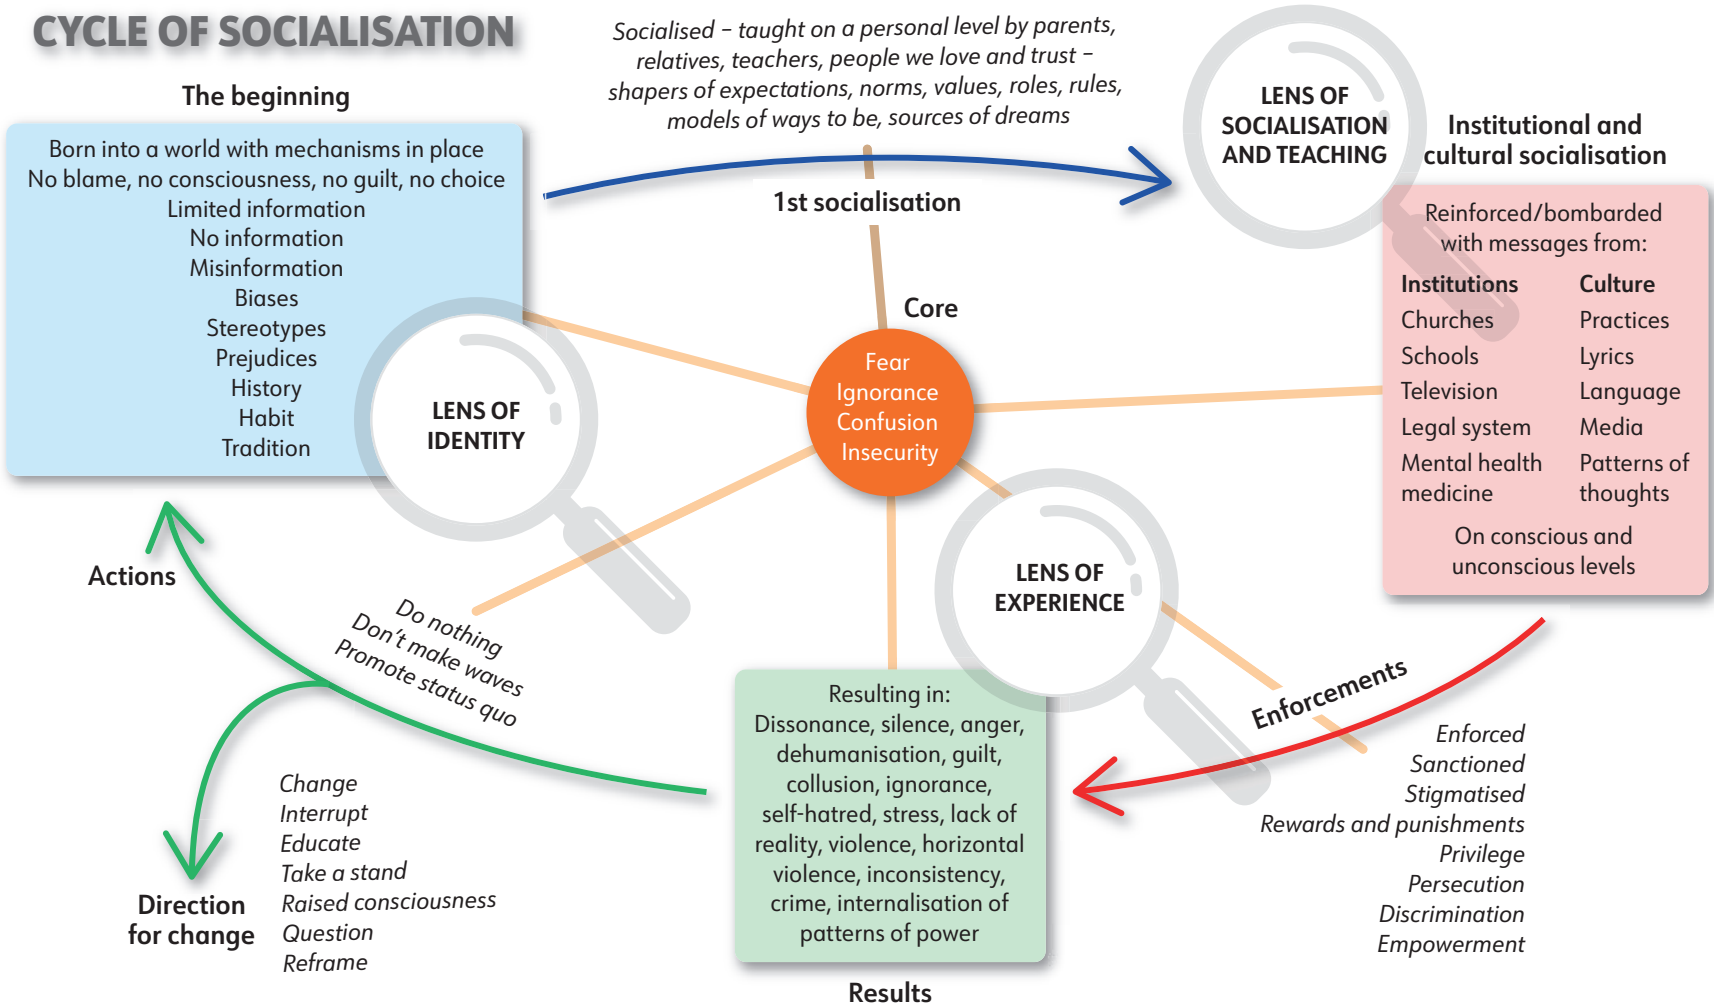 CYCLE OF SOCIALISATION
The beginning
Born into a world with mechanisms in place
No blame, no consciousness, no guilt, no choice
Limited information
No information
Misinformation
Biases
Stereotypes
Prejudices
History
Habit
Tradition
LENS OF
IDENTITY
Socialised – taught on a personal level by parents,
relatives, teachers, people we love and trust –
shapers of expectations, norms, values, roles, rules,
models of ways to be, sources of dreams
1st socialisation
LENS OF
SOCIALISATION
AND TEACHING
Institutional and
cultural socialisation
Reinforced/bombarded
with messages from:
Institutions
Churches
Schools
Television
Legal system
Mental health
medicine
Culture
Practices
Lyrics
Language
Media
Patterns of
thoughts
On conscious and
unconscious levels
Core
Fear
Ignorance
Confusion
Insecurity
LENS OF
EXPERIENCE
Enforcements
Enforced
Sanctioned
Stigmatised
Rewards and punishments
Privilege
Persecution
Discrimination
Empowerment
Resulting in:
Dissonance, silence, anger,
dehumanisation, guilt,
collusion, ignorance,
self-hatred, stress, lack of
reality, violence, horizontal
violence, inconsistency,
crime, internalisation of
patterns of power
Results
Actions
Do nothing
Don't make waves
Promote status quo
Direction
for change
Change
Interrupt
Educate
Take a stand
Raised consciousness
Question
Reframe